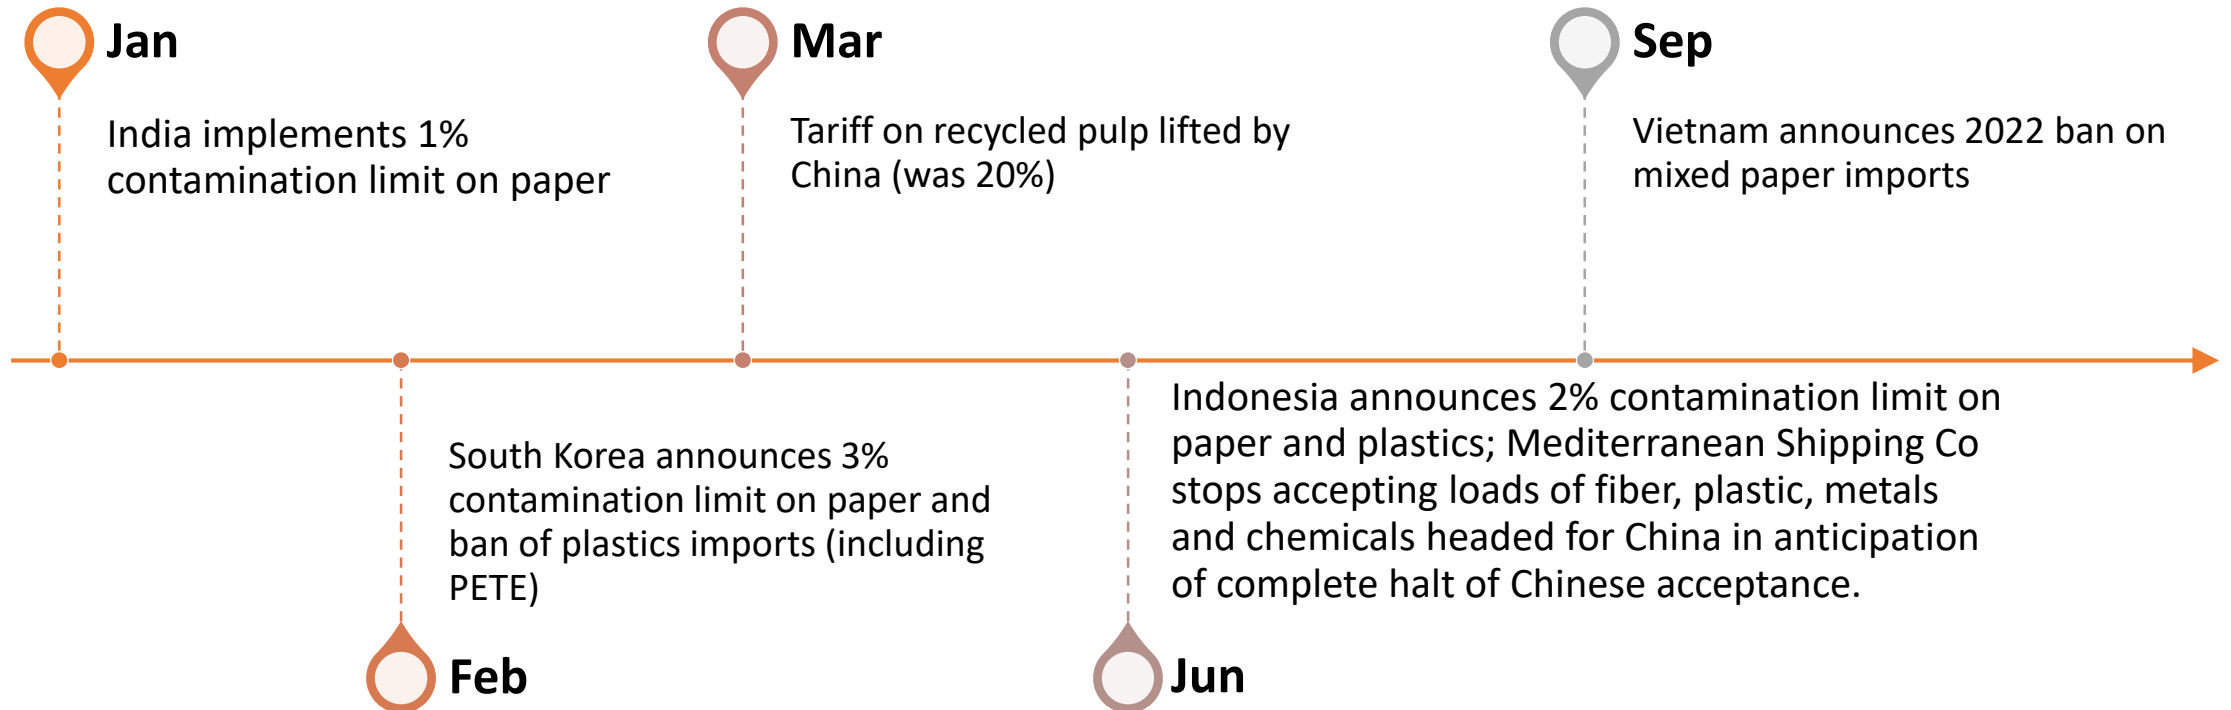 Jan
India implements 1%
contamination limit on paper
Feb
South Korea announces 3%
contamination limit on paper and
ban of plastics imports (including
PETE)
Mar
Tariff on recycled pulp lifted by
China (was 20%)
Jun
Indonesia announces 2% contamination limit on
paper and plastics; Mediterranean Shipping Co
stops accepting loads of fiber, plastic, metals
and chemicals headed for China in anticipation
of complete halt of Chinese acceptance.
Sep
Vietnam announces 2022 ban on
mixed paper imports